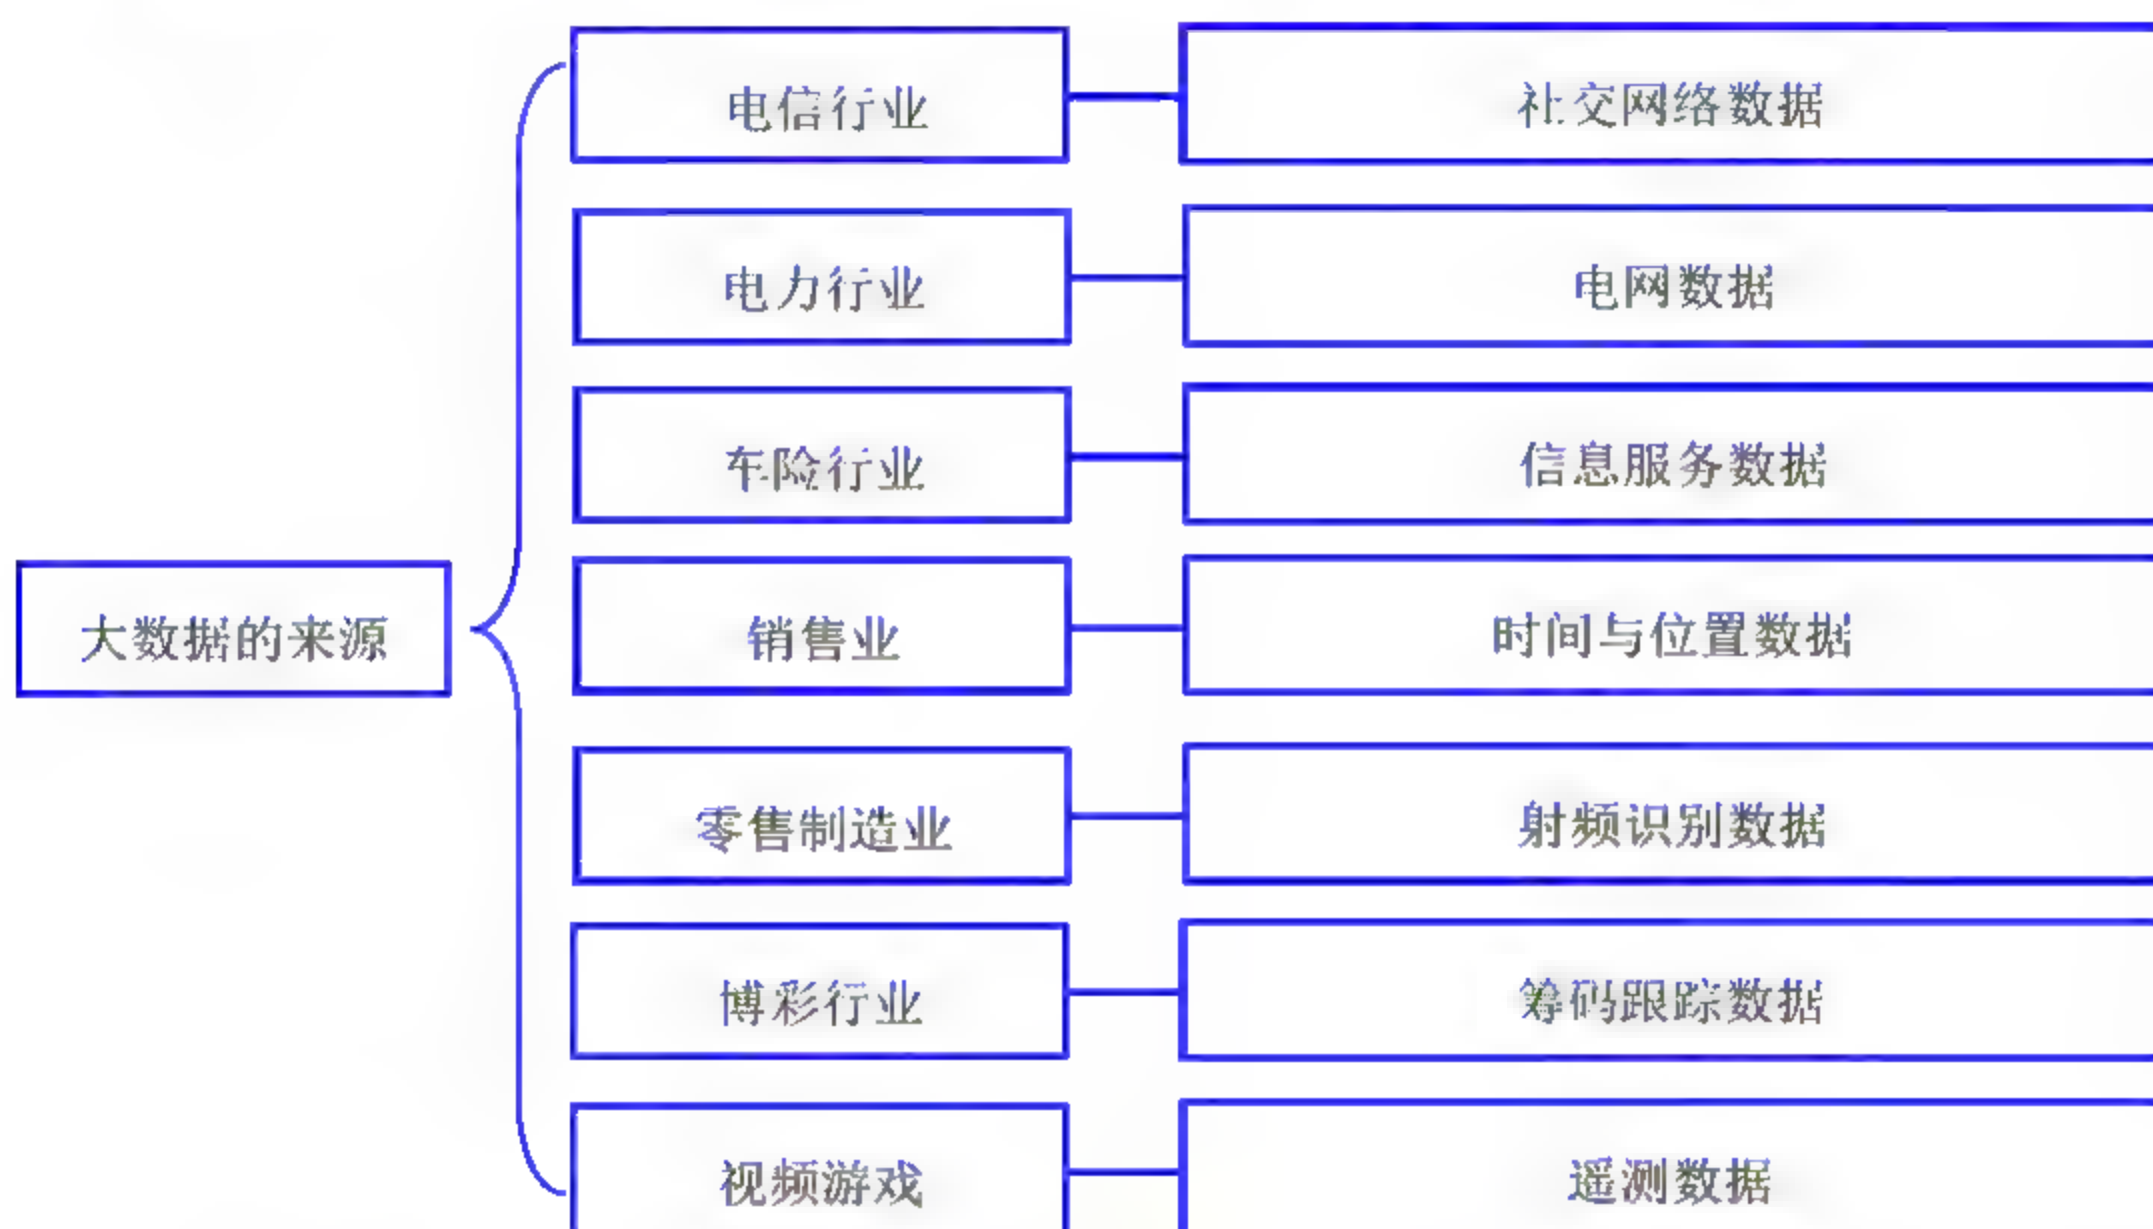 电信行业 社交网络数据
电力行业 电网数据
车险行业 信息服务数据
大数据的来源
销售业 时间与位置数据
零售制造业 射频识别数据
博彩行业 筹码跟踪数据
视频游戏 遥测数据